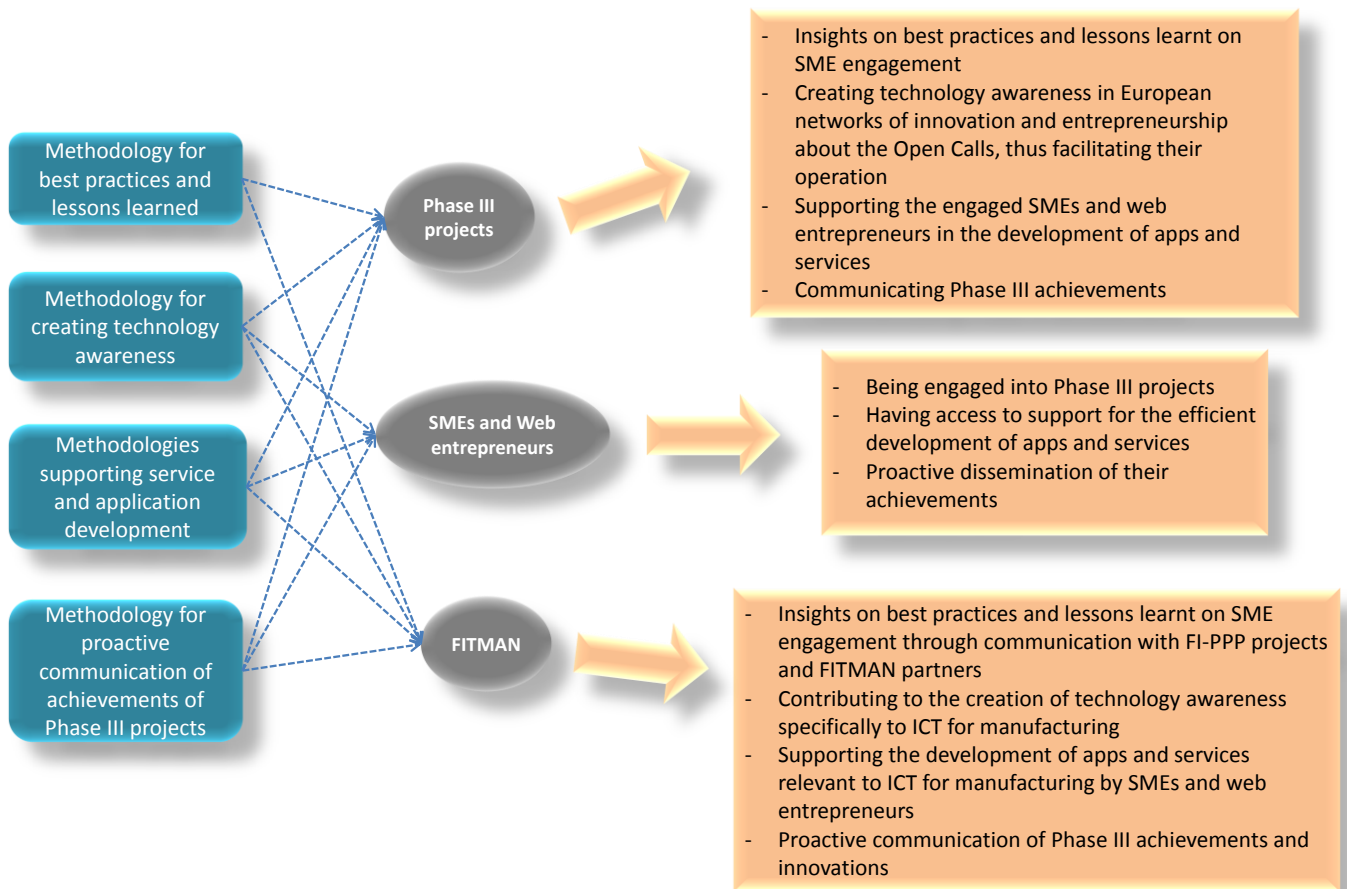 Methodology for
best practices and
lessons learned
Methodology for
creating technology
awareness
Methodologies
supporting service
and application
development
Methodology for
proactive
communication of
achievements of
Phase III projects
Phase III
projects
SMEs and Web
entrepreneurs
FITMAN
- Insights on best practices and lessons learnt on
SME engagement
- Creating technology awareness in European
networks of innovation and entrepreneurship
about the Open Calls, thus facilitating their
operation
- Supporting the engaged SMEs and web
entrepreneurs in the development of apps and
services
- Communicating Phase III achievements
- Being engaged into Phase III projects
- Having access to support for the efficient
development of apps and services
- Proactive dissemination of their
achievements
- Insights on best practices and lessons learnt on SME
engagement through communication with FI-PPP projects
and FITMAN partners
- Contributing to the creation of technology awareness
specifically to ICT for manufacturing
- Supporting the development of apps and services
relevant to ICT for manufacturing by SMEs and web
entrepreneurs
- Proactive communication of Phase III achievements and
innovations